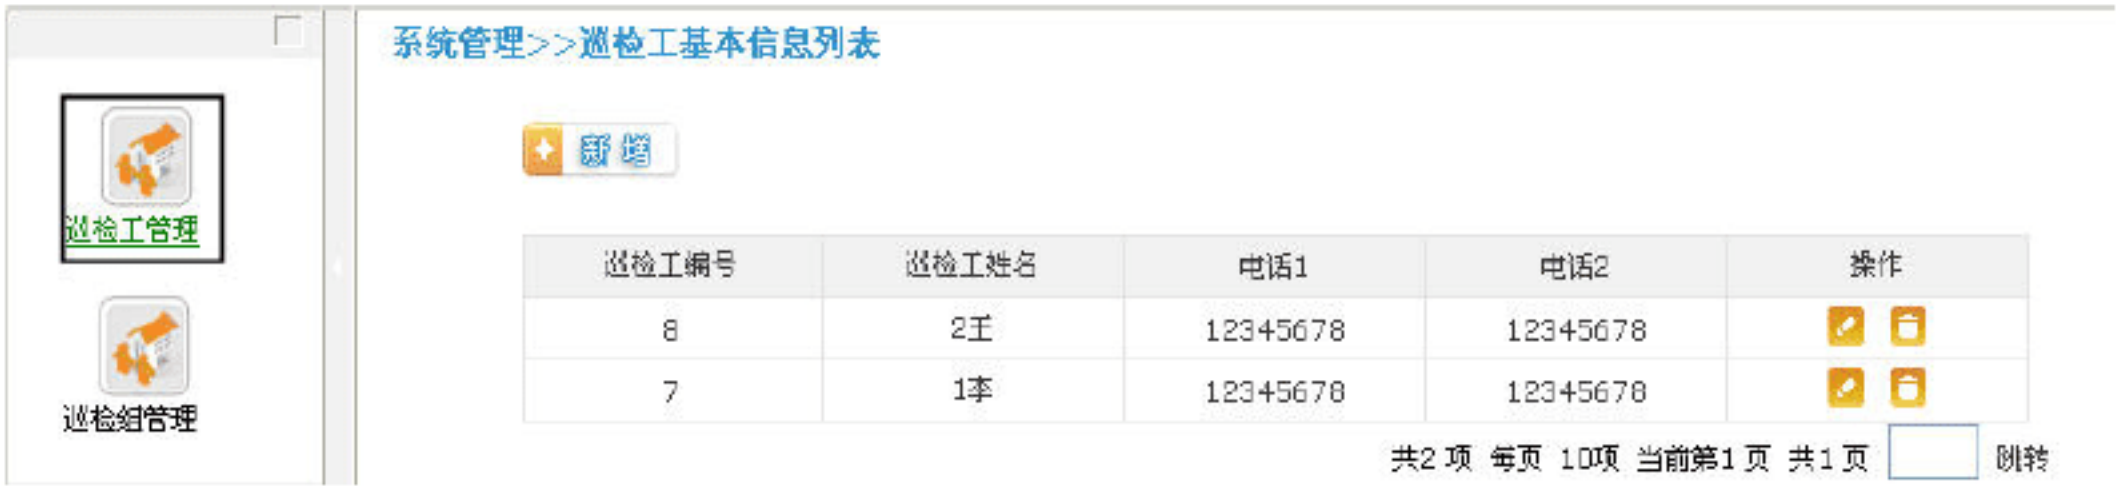 系统管理>>巡检工基本信息列表
新增
巡检工管理
巡检组管理
巡检工编号 巡检工姓名 电话1 电话2 操作
8 2王 12345678 12345678
7 1李 12345678 12345678
共2 项 每页 10项 当前第1 页 共1 页 跳转